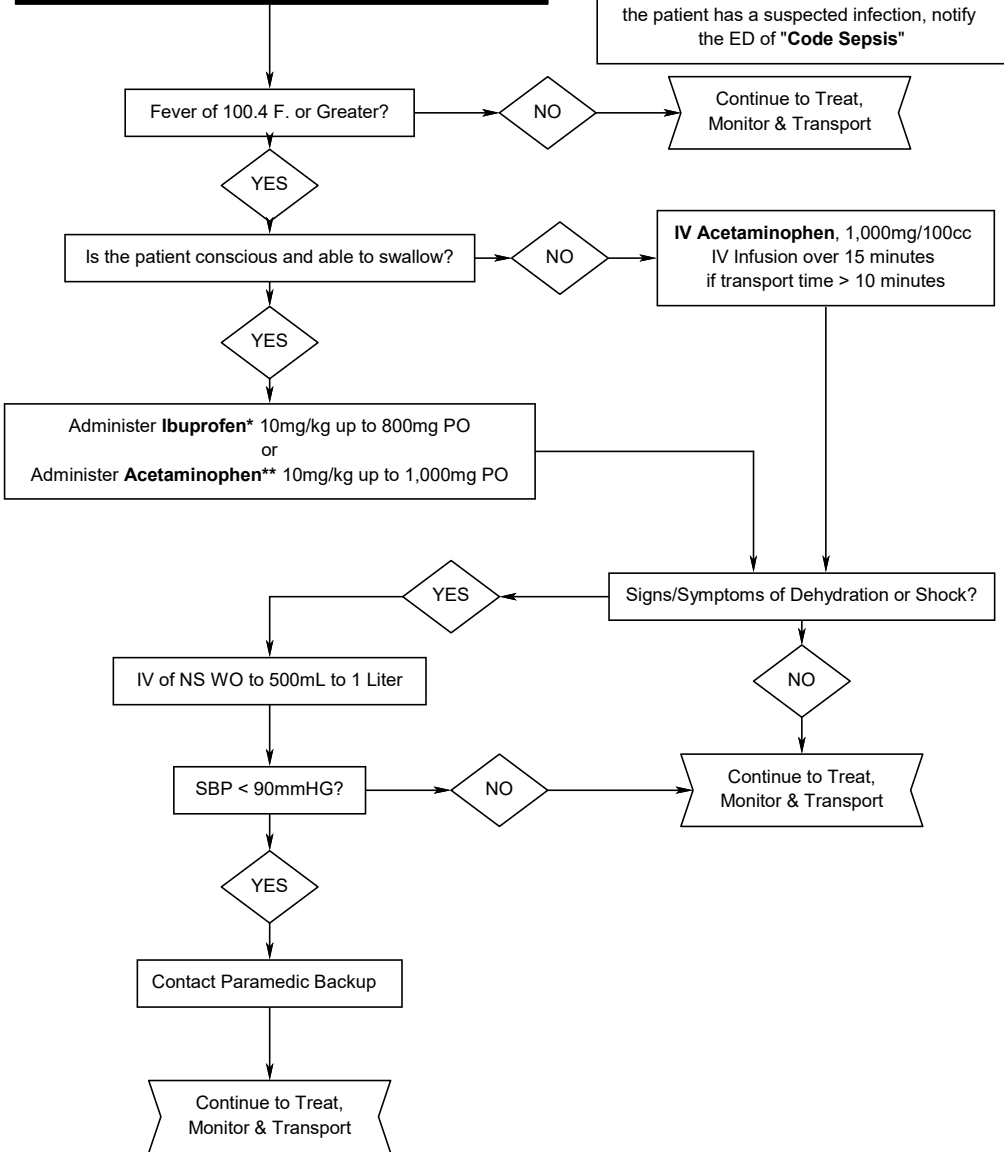 the patient has a suspected infection, notify
the ED of "Code Sepsis"
Fever of 100.4 F. or Greater?
NO
Continue to Treat,
Monitor & Transport
YES
Is the patient conscious and able to swallow?
NO
IV Acetaminophen, 1,000mg/100cc
IV Infusion over 15 minutes
if transport time > 10 minutes
YES
Administer Ibuprofen* 10mg/kg up to 800mg PO
or
Administer Acetaminophen** 10mg/kg up to 1,000mg PO
Signs/Symptoms of Dehydration or Shock?
YES
NO
IV of NS WO to 500mL to 1 Liter
SBP < 90mmHG?
NO
Continue to Treat,
Monitor & Transport
YES
Contact Paramedic Backup
Continue to Treat,
Monitor & Transport